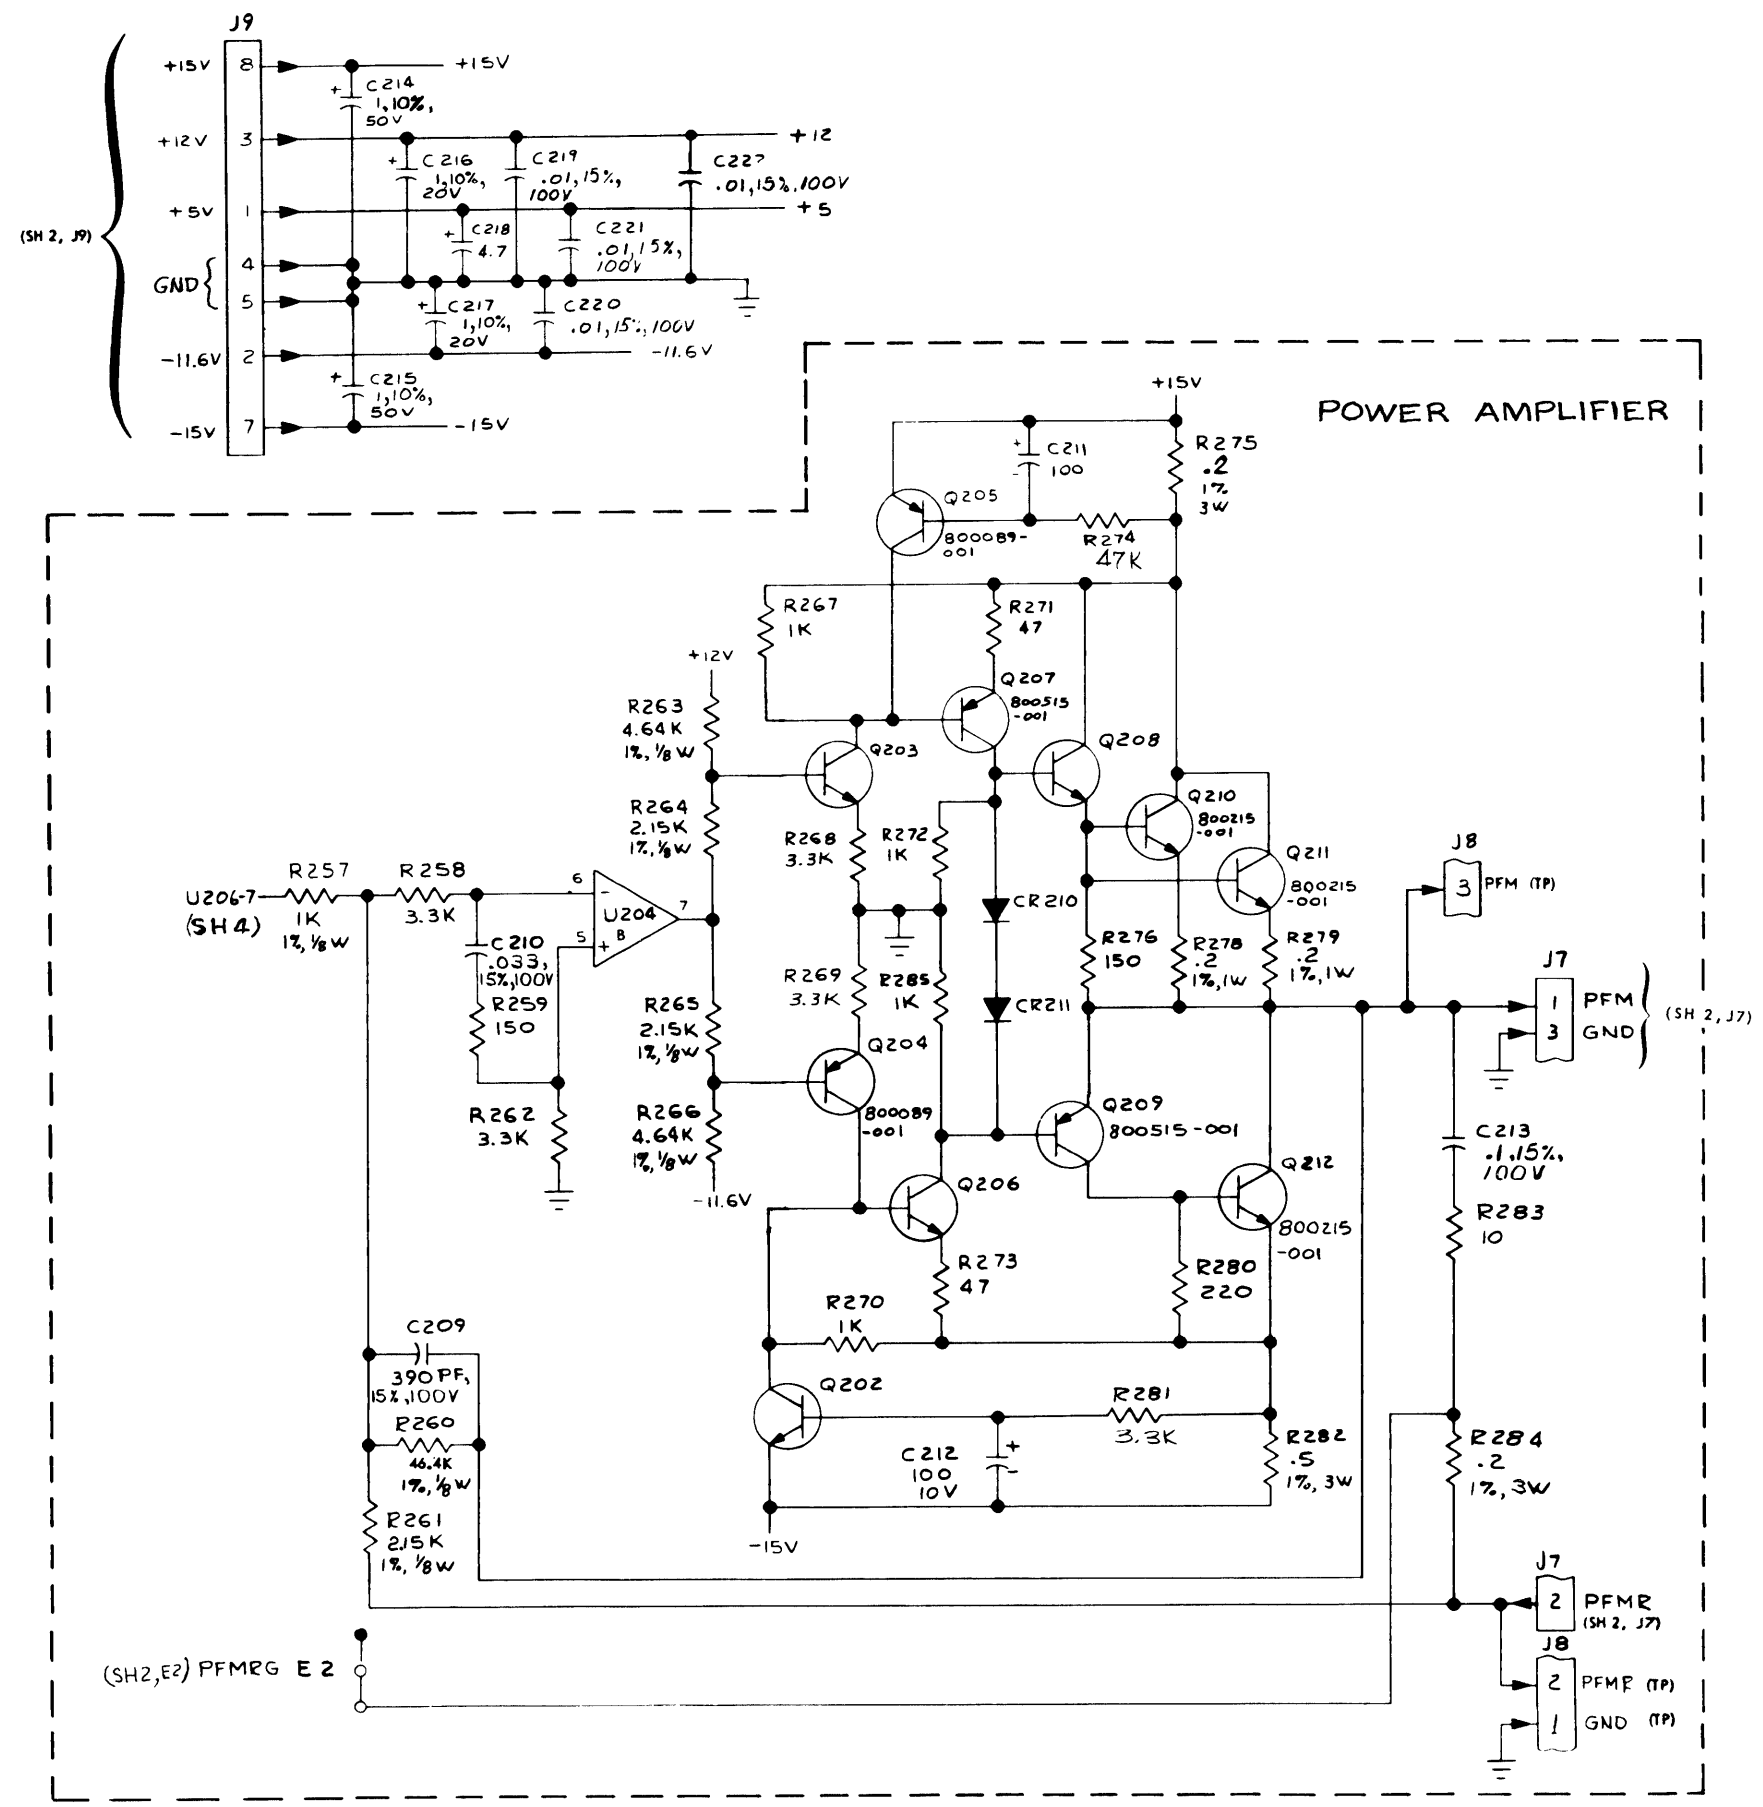 J9
(SH 2, J9)
+15V 8 +15V
C214
1,10%,
50V
+12V 3 +12
C216
1,10%,
20V
C219
.01,15%,
100V
.01,15%,100V
+5V 1 +5
C218
4.7
C221
.01,15%,
100V
4
GND
5
C217
1,10%,
20V
C220
.01,15%,100V
-11.6V 2 -11.6V
C215
1,10%,
50V
-15V 7 -15V
POWER AMPLIFIER
+15V
R275
.2
1%
3W
C211
100
Q205
800089-
001
R274
47K
R267
1K
R271
47
+12V
Q207
800515
-001
R263
4.64K
1%, 1/8W
Q203
Q208
R264
2.15K
1%, 1/8W
Q210
800215
-001
R268
3.3K
R272
1K
Q211
800215
-001
J8
3 PFM (TP)
U206-7
(SH4)
R257
1K
1%, 1/8W
R258
3.3K
6
-
U204
B
7
5
+
CR210
C210
.033,
15%,100V
R259
150
R276
150
R278
.2
1%,1W
R279
.2
1%,1W
J7
1 PFM
3 GND
(SH 2, J7)
R269
3.3K
R285
1K
CR211
R265
2.15K
1%, 1/8W
Q204
800089
-001
R262
3.3K
R266
4.64K
1%, 1/8W
-11.6V
Q209
800515-001
C213
.1,15%,
100V
Q206
Q212
800215
-001
R283
10
R273
47
R280
220
R270
1K
C209
390PF,
15%,100V
Q202
R281
3.3K
R260
46.4K
1%, 1/8W
C212
100
10V
+
-
R282
.5
1%, 3W
R284
.2
1%, 3W
R261
2.15K
1%, 1/8W
-15V
J7
2 PFMR
(SH 2, J7)
J8
(SH2,E2) PFMRG E2
2 PFMR (TP)
1 GND (TP)